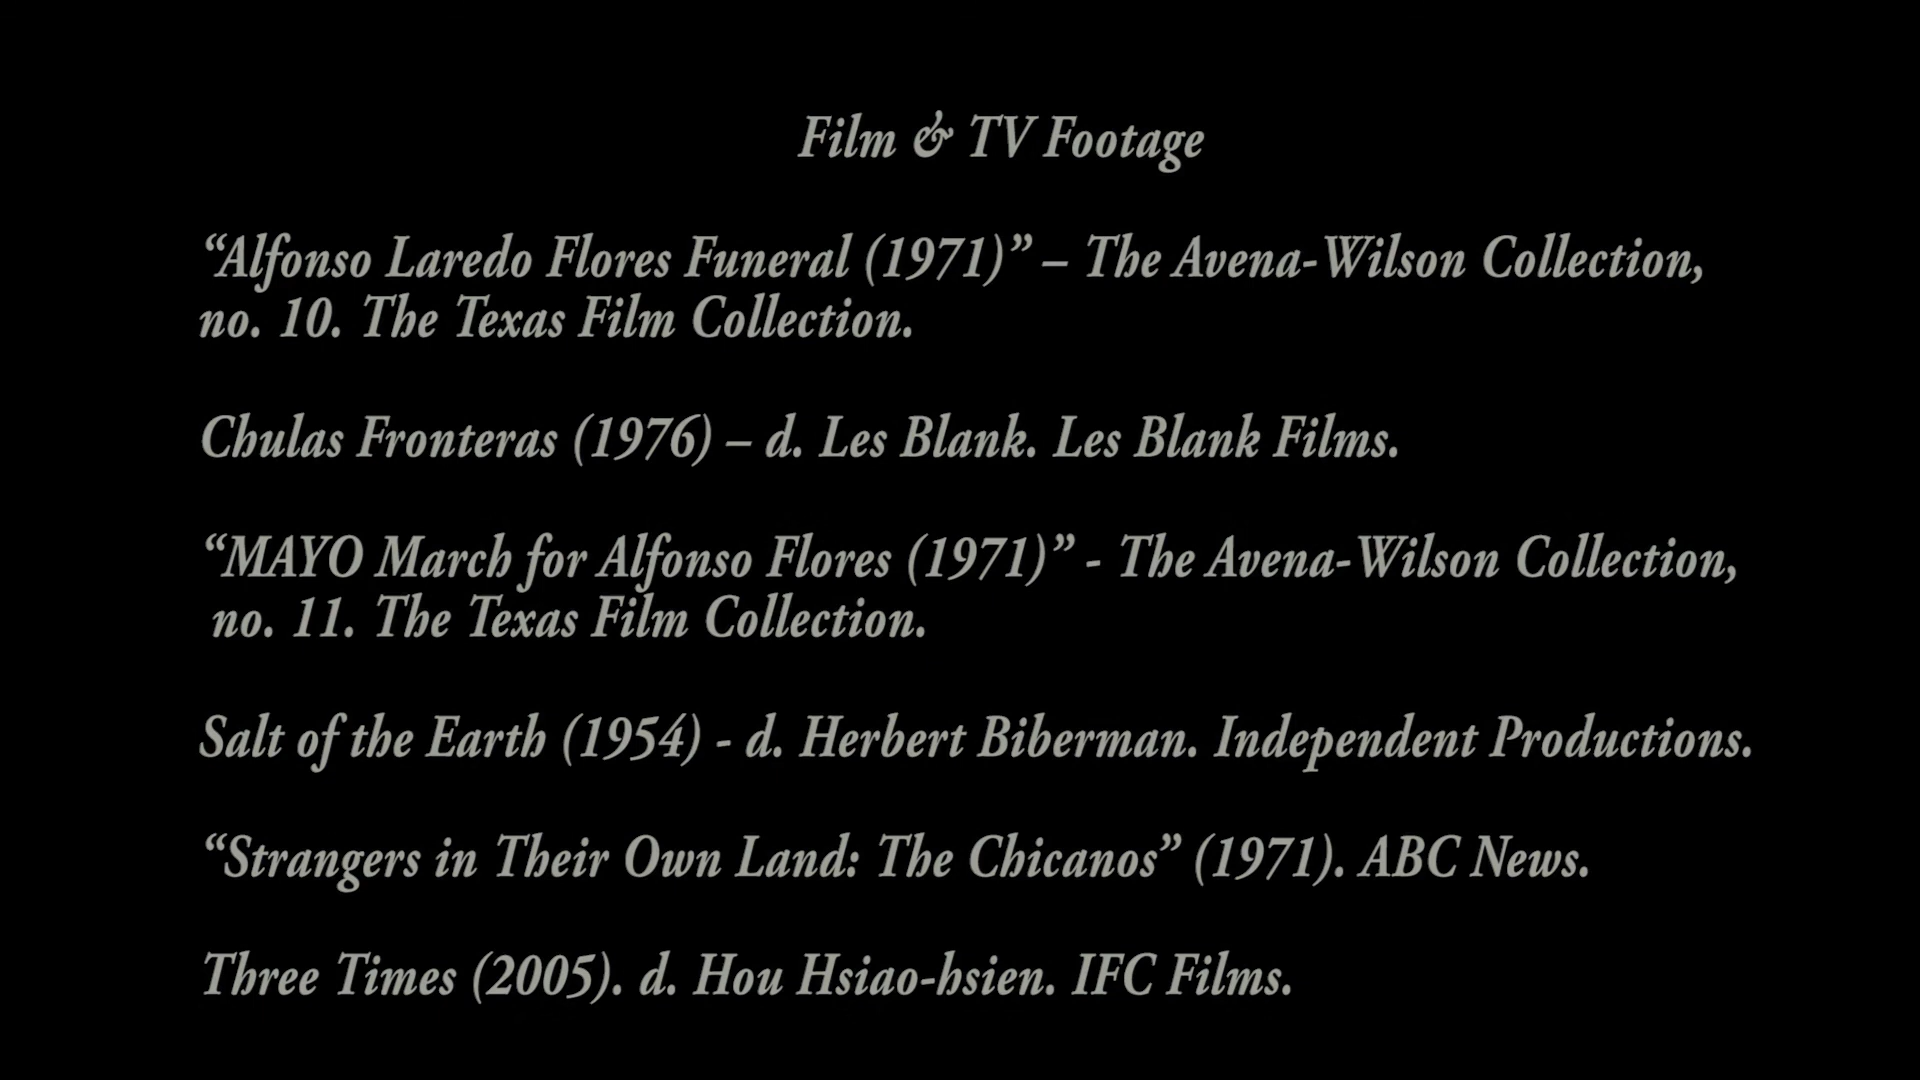 Film & TV Footage
“Alfonso Laredo Flores Funeral (1971)” – The Avena-Wilson Collection,
no. 10. The Texas Film Collection.
Chulas Fronteras (1976) – d. Les Blank. Les Blank Films.
“MAYO March for Alfonso Flores (1971)” - The Avena-Wilson Collection,
no. 11. The Texas Film Collection.
Salt of the Earth (1954) - d. Herbert Biberman. Independent Productions.
“Strangers in Their Own Land: The Chicanos” (1971). ABC News.
Three Times (2005). d. Hou Hsiao-hsien. IFC Films.